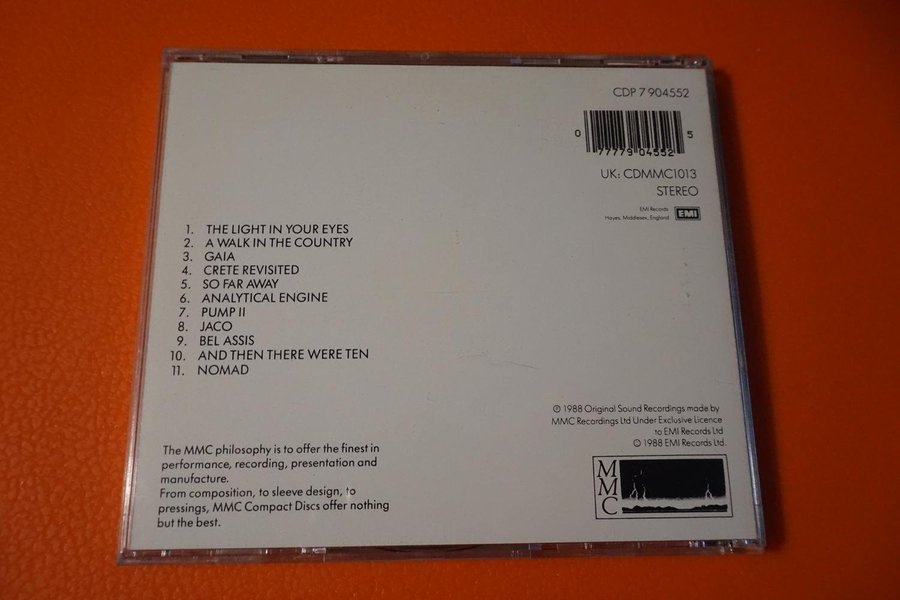 CDP 7 904552
0 77779 04552 5
UK: CDMMC1013
STEREO
EMI Records
Hayes, Middlesex, England
EMI
1. THE LIGHT IN YOUR EYES
2. A WALK IN THE COUNTRY
3. GAIA
4. CRETE REVISITED
5. SO FAR AWAY
6. ANALYTICAL ENGINE
7. PUMP II
8. JACO
9. BEL ASSIS
10. AND THEN THERE WERE TEN
11. NOMAD
℗ 1988 Original Sound Recordings made by
MMC Recordings Ltd Under Exclusive Licence
to EMI Records Ltd
© 1988 EMI Records Ltd.
The MMC philosophy is to offer the finest in
performance, recording, presentation and
manufacture.
From composition, to sleeve design, to
pressings, MMC Compact Discs offer nothing
but the best.
M
M
C